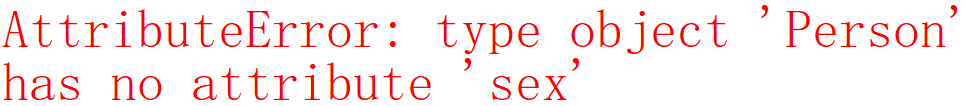 AttributeError: type object 'Person'
has no attribute 'sex'